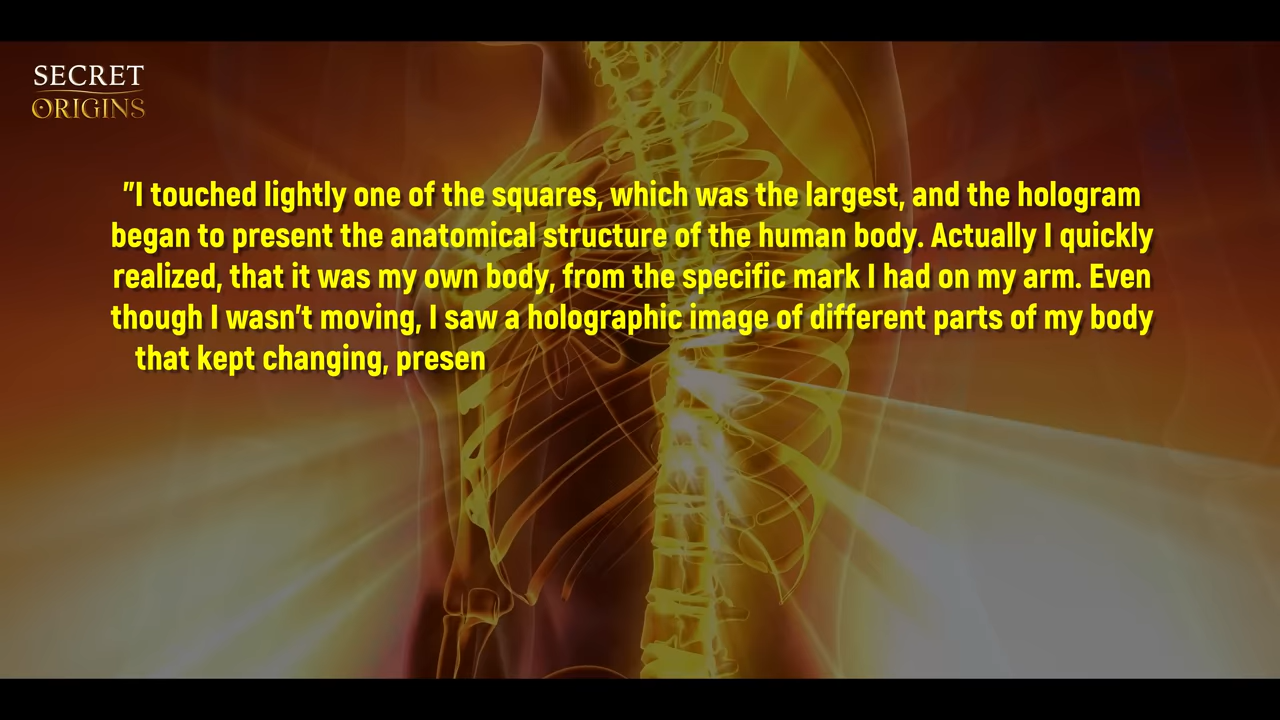 SECRET
ORIGINS
"I touched lightly one of the squares, which was the largest, and the hologram
began to present the anatomical structure of the human body. Actually I quickly
realized, that it was my own body, from the specific mark I had on my arm. Even
though I wasn't moving, I saw a holographic image of different parts of my body
that kept changing, presen